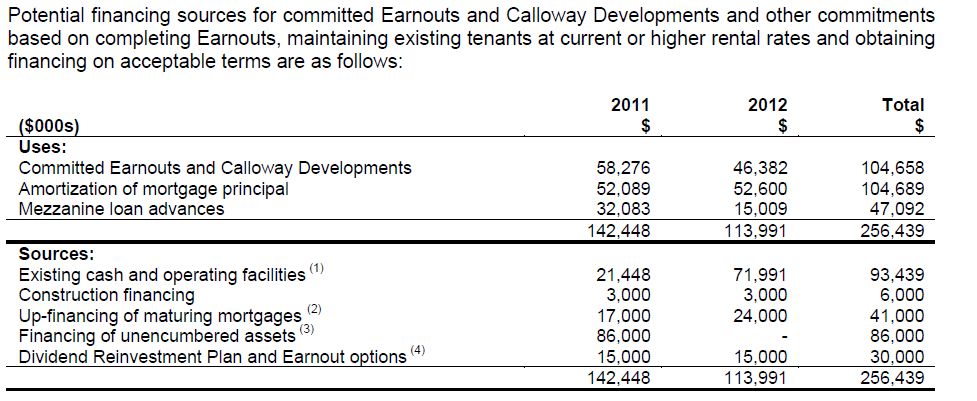 Potential financing sources for committed Earnouts and Calloway Developments and other commitments
based on completing Earnouts, maintaining existing tenants at current or higher rental rates and obtaining
financing on acceptable terms are as follows:
2011 2012 Total
($000s) $ $ $
Uses:
Committed Earnouts and Calloway Developments 58,276 46,382 104,658
Amortization of mortgage principal 52,089 52,600 104,689
Mezzanine loan advances 32,083 15,009 47,092
142,448 113,991 256,439
Sources:
Existing cash and operating facilities (1) 21,448 71,991 93,439
Construction financing 3,000 3,000 6,000
Up-financing of maturing mortgages (2) 17,000 24,000 41,000
Financing of unencumbered assets (3) 86,000 - 86,000
Dividend Reinvestment Plan and Earnout options (4) 15,000 15,000 30,000
142,448 113,991 256,439